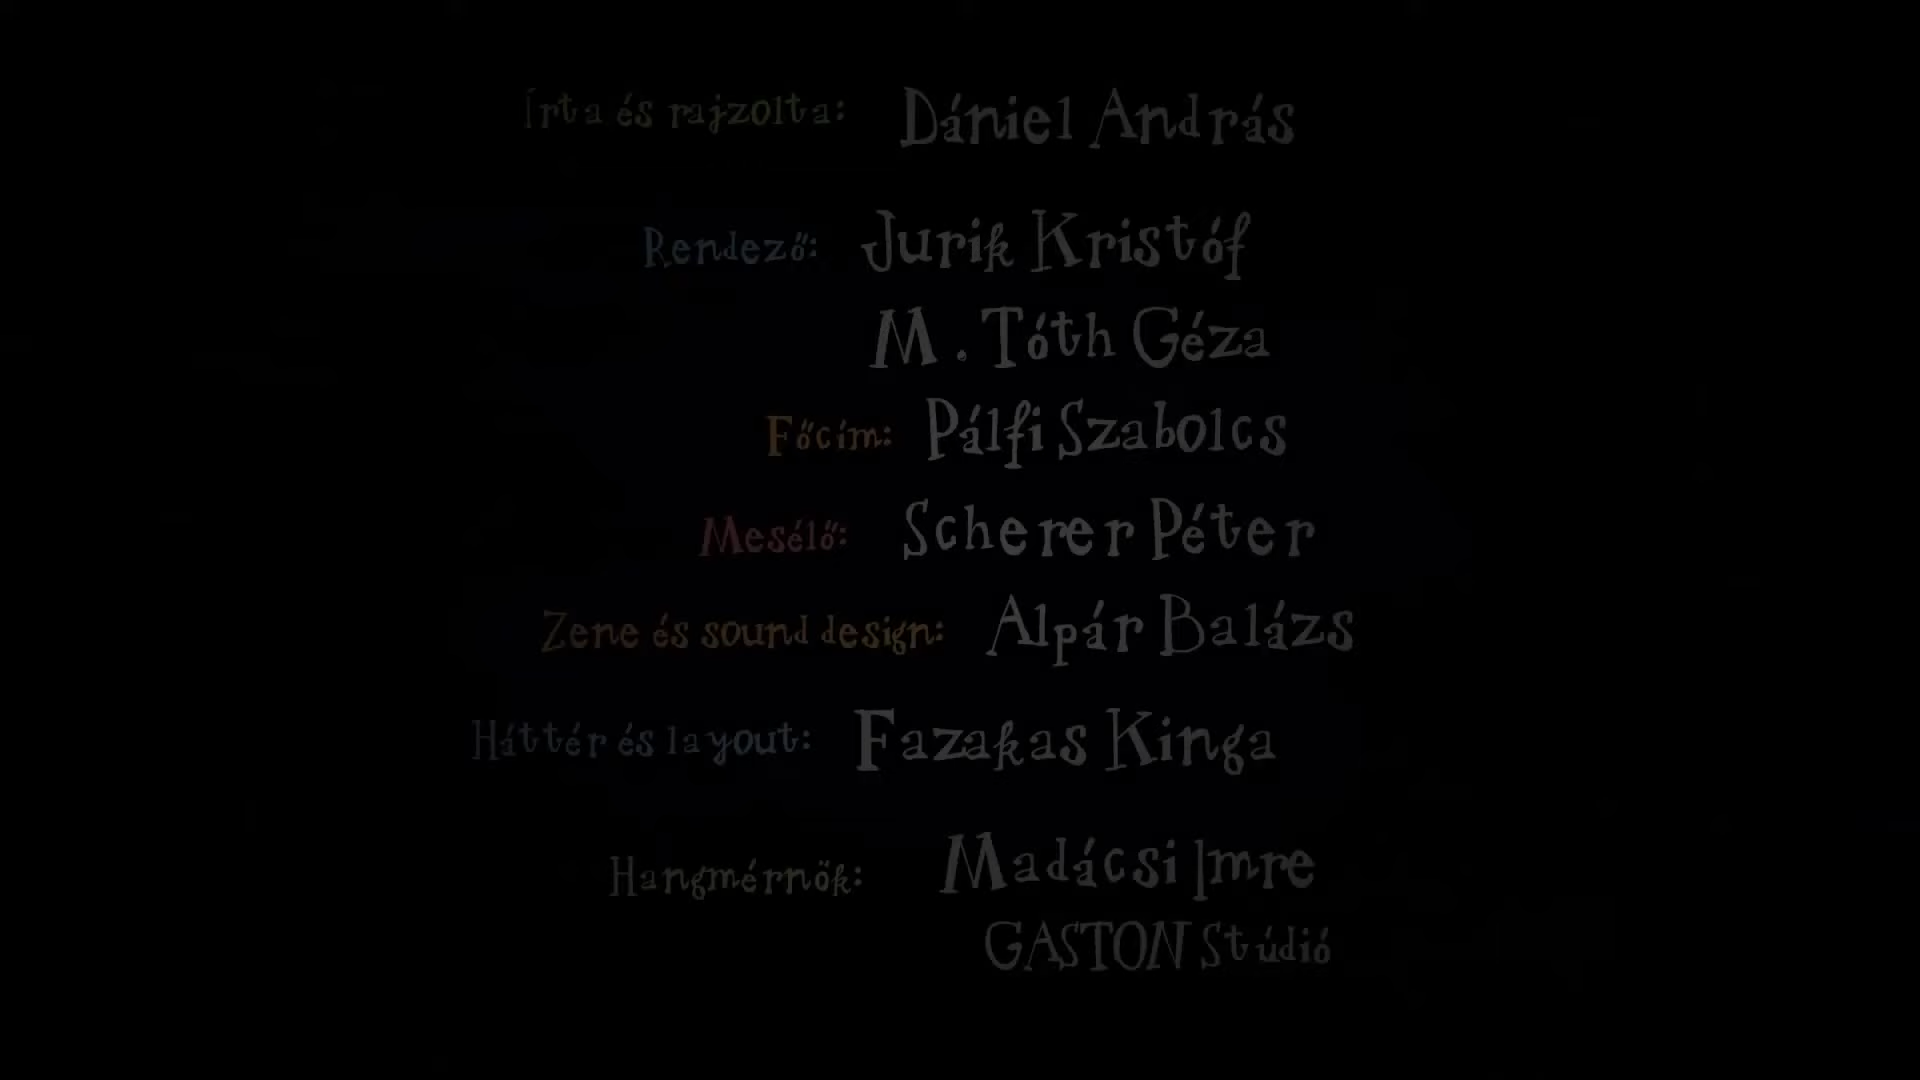 Írta és rajzolta: Dániel András
Rendező: Jurik Kristóf
M. Tóth Géza
Főcím: Pálfi Szabolcs
Mesélő: Scherer Péter
Zene és sound design: Alpár Balázs
Háttér és layout: Fazakas Kinga
Hangmérnök: Madácsi Imre
GASTON Stúdió